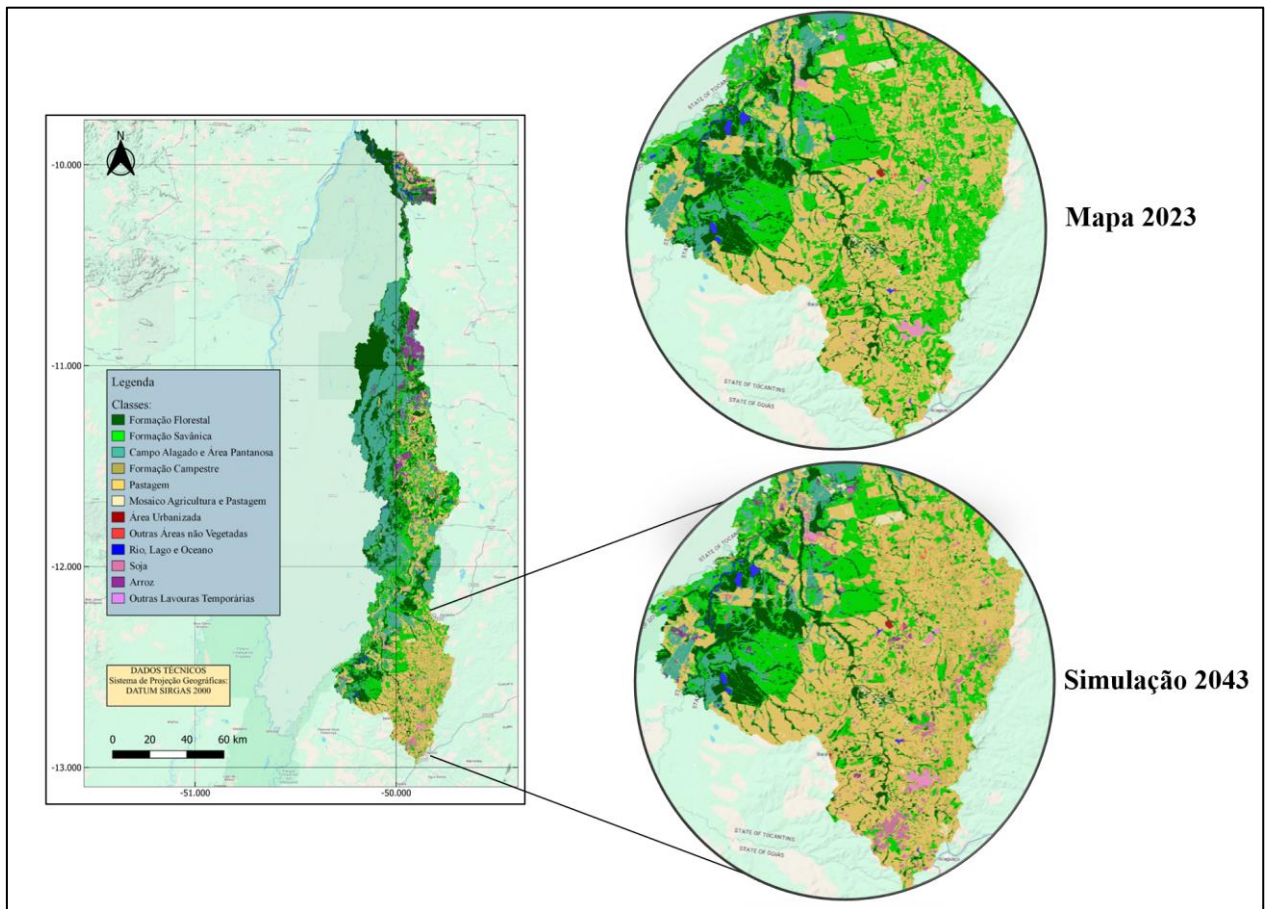 N
-10.000
-11.000
-12.000
-13.000
-51.000
-50.000
Legenda
Classes:
Formação Florestal
Formação Savânica
Campo Alagado e Área Pantanosa
Formação Campestre
Pastagem
Mosaico Agricultura e Pastagem
Área Urbanizada
Outras Áreas não Vegetadas
Rio, Lago e Oceano
Soja
Arroz
Outras Lavouras Temporárias
DADOS TÉCNICOS
Sistema de Projeção Geográficas:
DATUM SIRGAS 2000
0 20 40 60 km
STATE OF TOCANTINS
STATE OF GOIÁS
Mapa 2023
STATE OF TOCANTINS
STATE OF GOIÁS
Simulação 2043